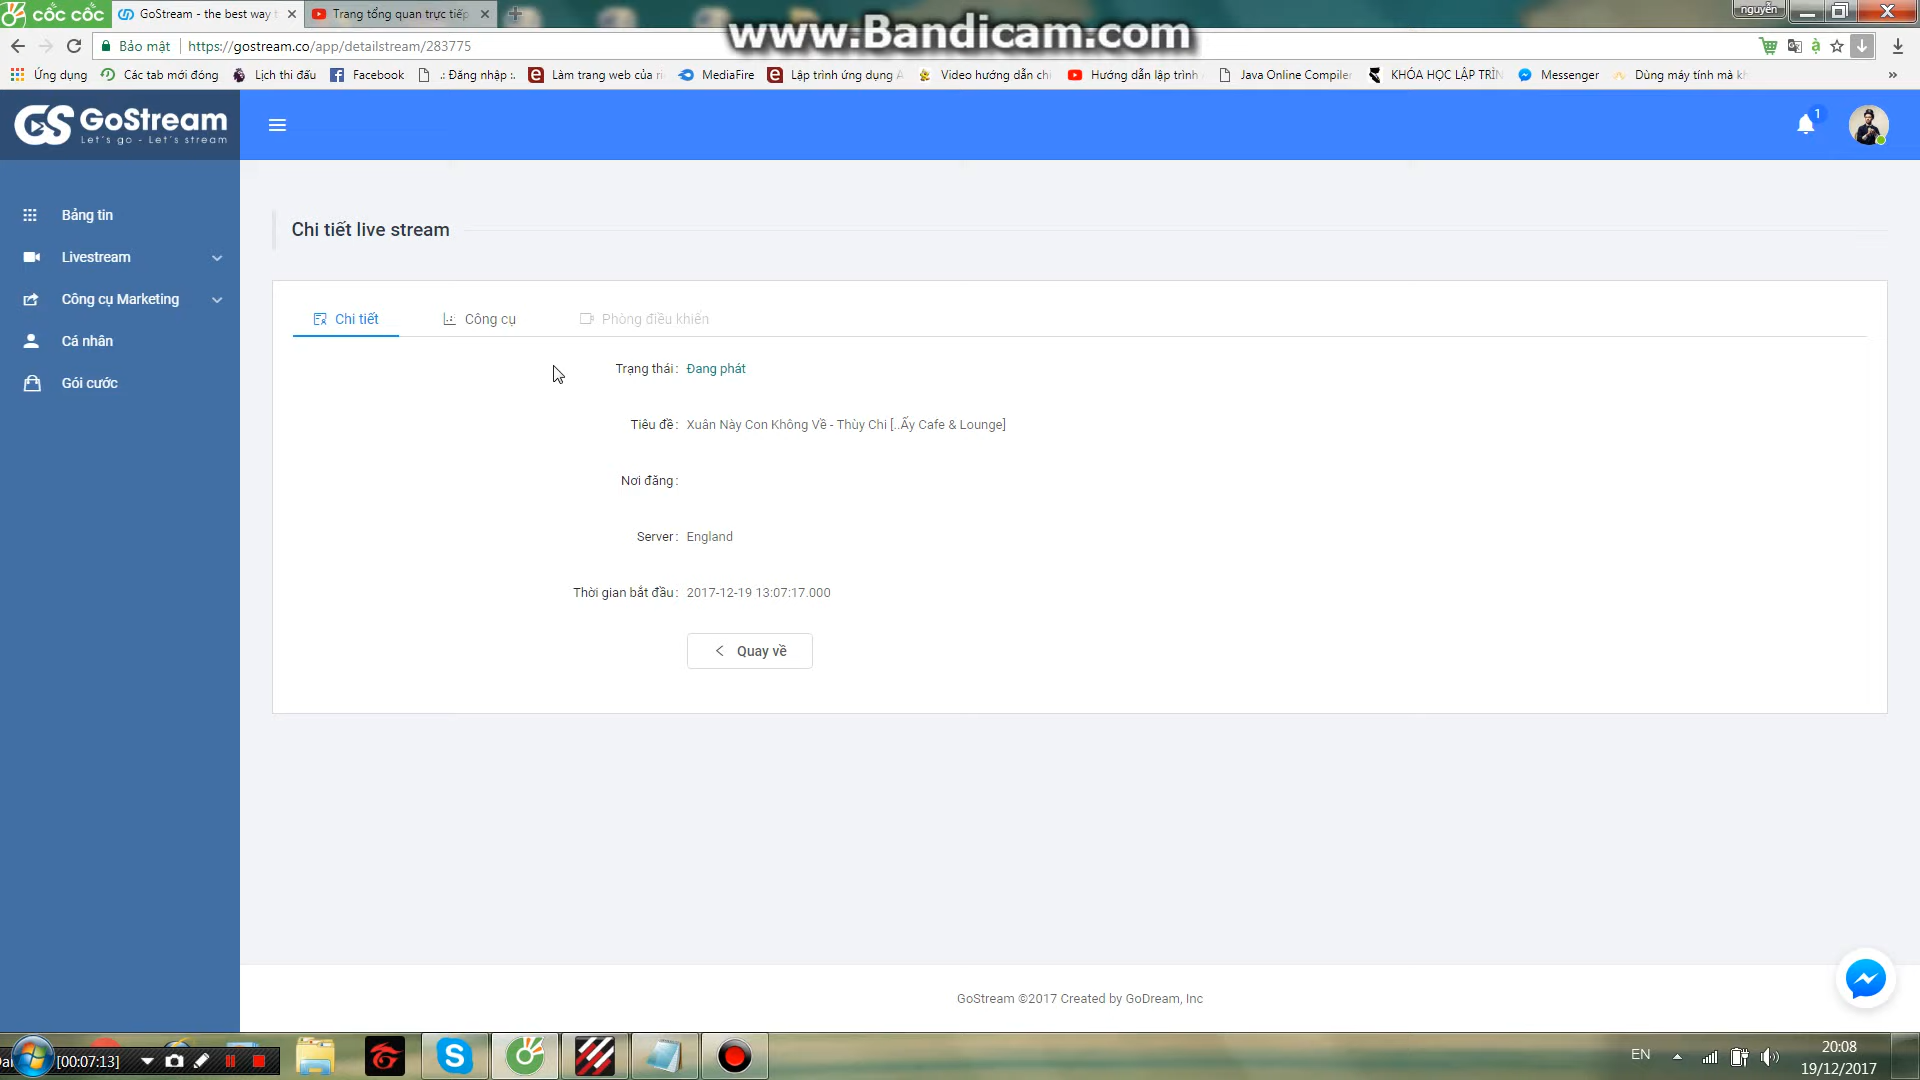 cốc cốc
GoStream - the best way
Trang tổng quan trực tiếp
www.Bandicam.com
nguyễn
Bảo mật
https://gostream.co/app/detailstream/283775
Ứng dụng
Các tab mới đóng
Lịch thi đấu
Facebook
.: Đăng nhập :.
Làm trang web của
MediaFire
Lập trình ứng dụng
Video hướng dẫn
Hướng dẫn lập trình
Java Online Compiler
KHÓA HỌC LẬP
Messenger
Dùng máy tính mà
»
GoStream
Let's go - Let's stream
1
Bảng tin
Livestream
Công cụ Marketing
Cá nhân
Gói cước
Chi tiết live stream
Chi tiết
Công cụ
Phòng điều khiển
Trạng thái: Đang phát
Tiêu đề: Xuân Này Con Không Về - Thùy Chi [..Ấy Cafe & Lounge]
Nơi đăng:
Server: England
Thời gian bắt đầu: 2017-12-19 13:07:17.000
Quay về
GoStream ©2017 Created by GoDream, Inc
[00:07:13]
EN
20:08
19/12/2017